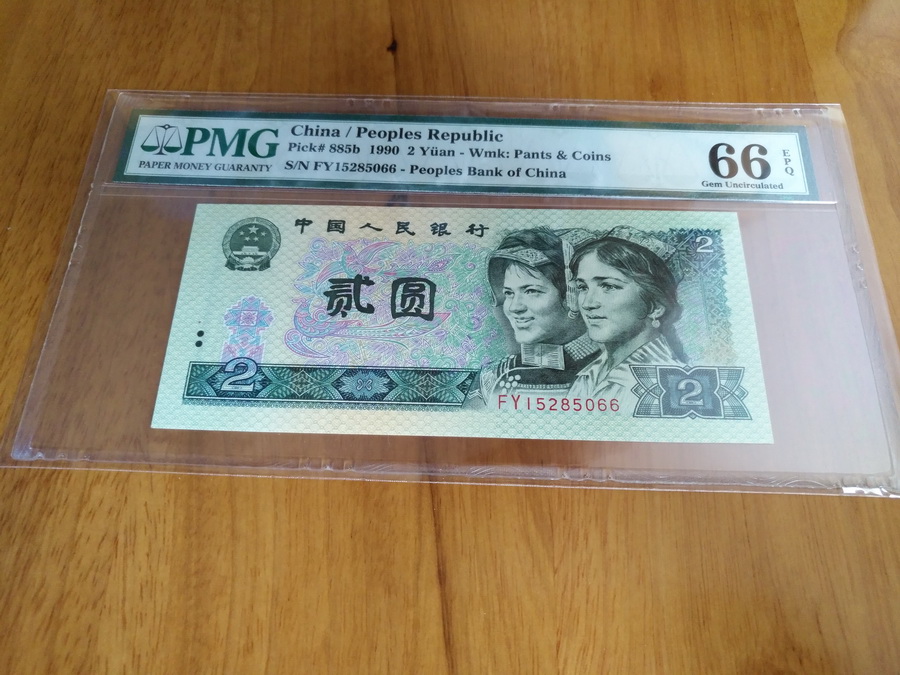 PMG
PAPER MONEY GUARANTY
China / Peoples Republic
Pick# 885b 1990 2 Yüan - Wmk: Pants & Coins
S/N FY15285066 - Peoples Bank of China
66
EPQ
Gem Uncirculated
中国人民银行
2
贰圆
2
FY15285066
2